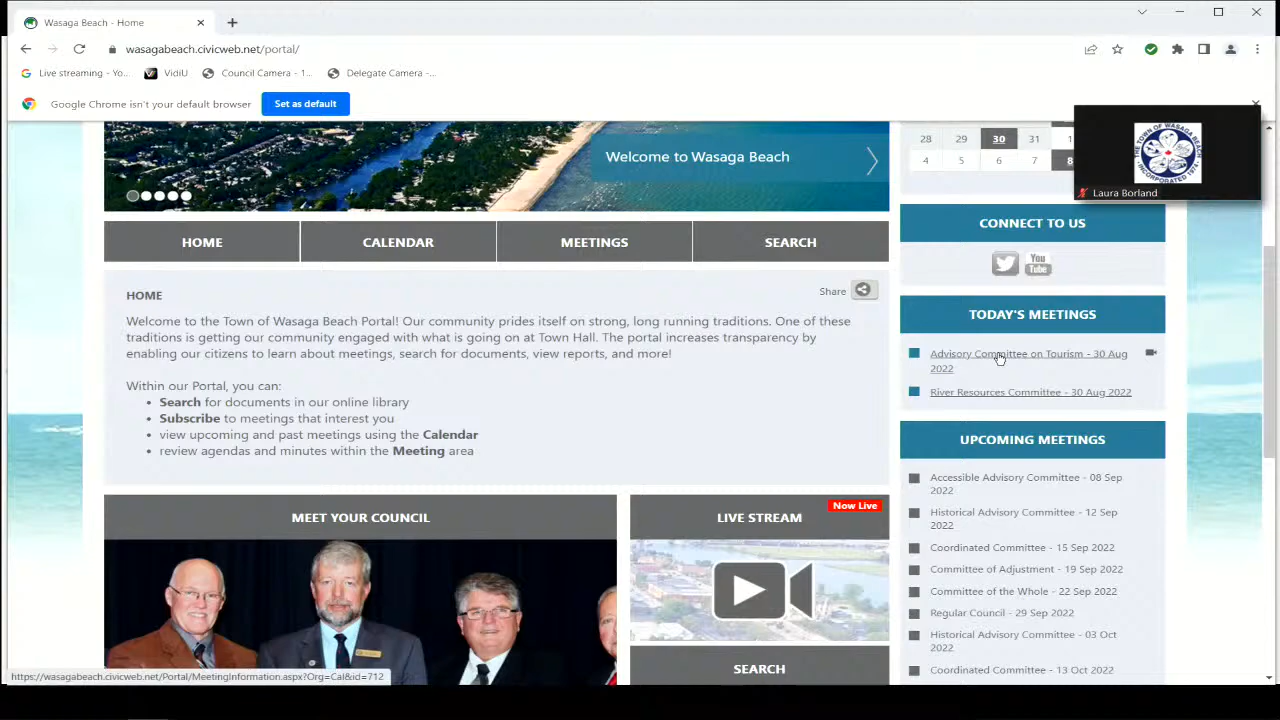 Wasaga Beach - Home
wasagabeach.civicweb.net/portal/
Live streaming - Yo...
VidiU
Council Camera - 1...
Delegate Camera -...
Google Chrome isn't your default browser
Set as default
Welcome to Wasaga Beach
28 29 30 31 1
4 5 6 7 8
THE TOWN OF WASAGA BEACH
INCORPORATED 1974
Laura Borland
HOME
CALENDAR
MEETINGS
SEARCH
HOME
Share
Welcome to the Town of Wasaga Beach Portal! Our community prides itself on strong, long running traditions. One of these
traditions is getting our community engaged with what is going on at Town Hall. The portal increases transparency by
enabling our citizens to learn about meetings, search for documents, view reports, and more!
Within our Portal, you can:
• Search for documents in our online library
• Subscribe to meetings that interest you
• view upcoming and past meetings using the Calendar
• review agendas and minutes within the Meeting area
MEET YOUR COUNCIL
Now Live
LIVE STREAM
SEARCH
CONNECT TO US
You
Tube
TODAY'S MEETINGS
Advisory Committee on Tourism - 30 Aug
2022
River Resources Committee - 30 Aug 2022
UPCOMING MEETINGS
Accessible Advisory Committee - 08 Sep
2022
Historical Advisory Committee - 12 Sep
2022
Coordinated Committee - 15 Sep 2022
Committee of Adjustment - 19 Sep 2022
Committee of the Whole - 22 Sep 2022
Regular Council - 29 Sep 2022
Historical Advisory Committee - 03 Oct
2022
Coordinated Committee - 13 Oct 2022
https://wasagabeach.civicweb.net/Portal/MeetingInformation.aspx?Org=Cal&id=712